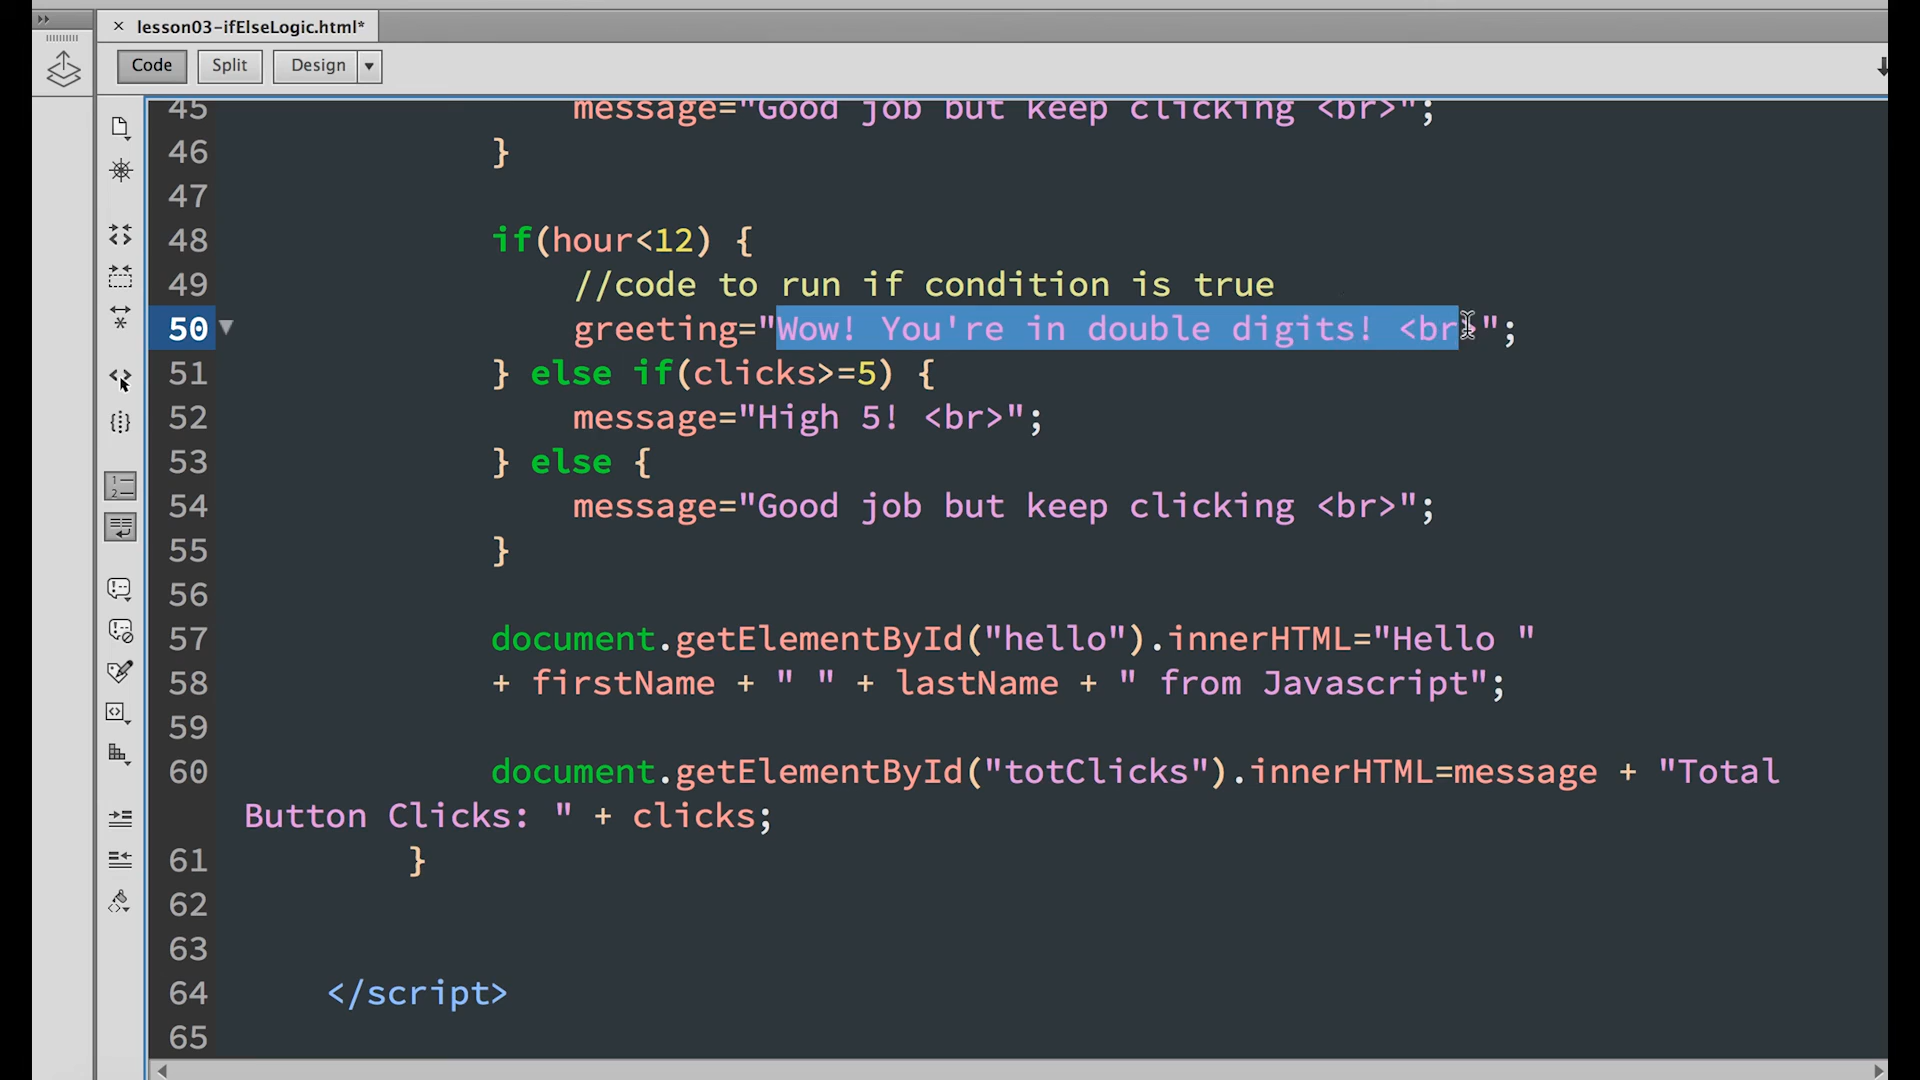 lesson03-ifElseLogic.html*
Code Split Design
45 message="Good job but keep clicking <br>";
46 }
47
48 if(hour<12) {
49 //code to run if condition is true
50 greeting="Wow! You're in double digits! <br>";
51 } else if(clicks>=5) {
52 message="High 5! <br>";
53 } else {
54 message="Good job but keep clicking <br>";
55 }
56
57 document.getElementById("hello").innerHTML="Hello "
58 + firstName + " " + lastName + " from Javascript";
59
60 document.getElementById("totClicks").innerHTML=message + "Total
Button Clicks: " + clicks;
61 }
62
63
64 </script>
65